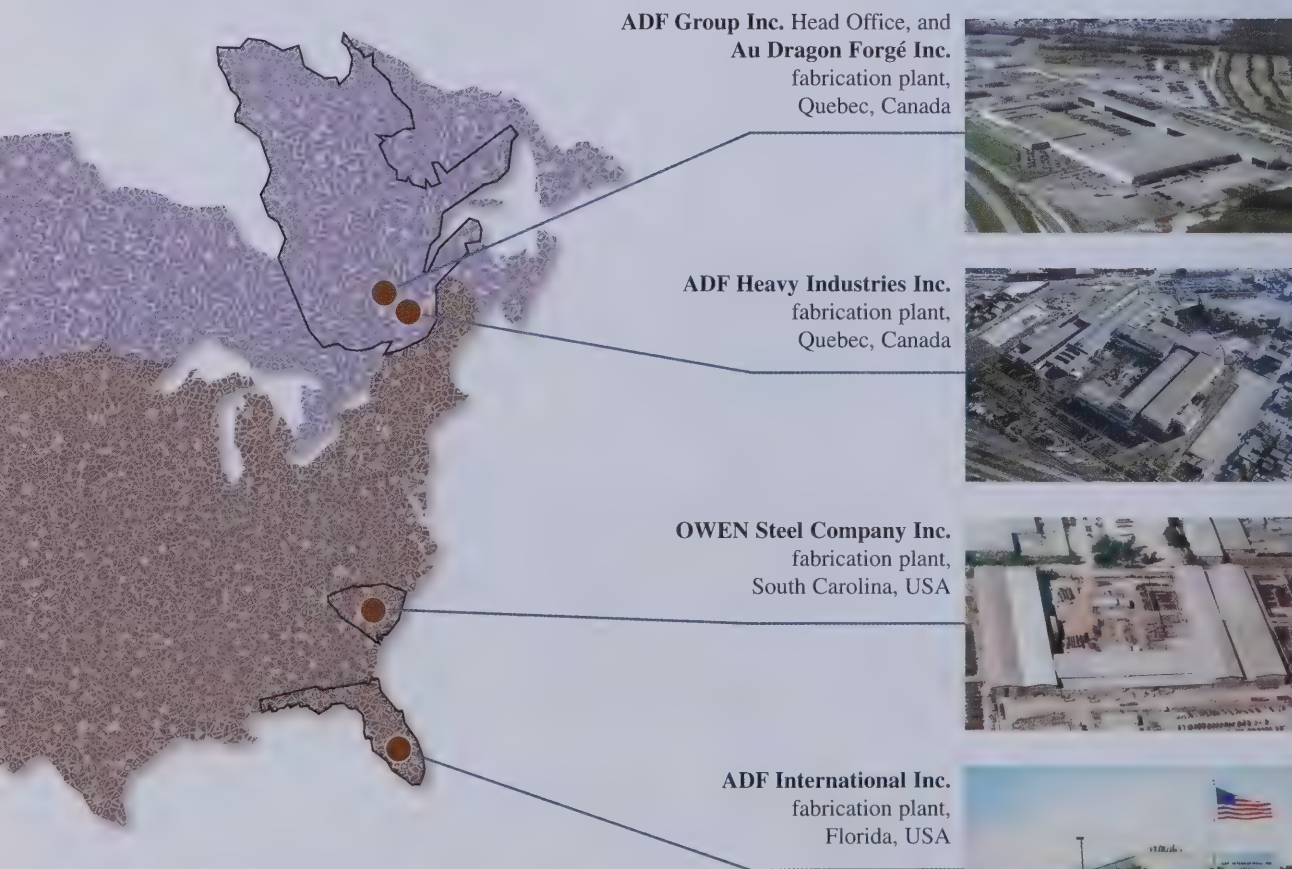 ADF Group Inc. Head Office, and
Au Dragon Forgé Inc.
fabrication plant,
Quebec, Canada
ADF Heavy Industries Inc.
fabrication plant,
Quebec, Canada
OWEN Steel Company Inc.
fabrication plant,
South Carolina, USA
ADF International Inc.
fabrication plant,
Florida, USA